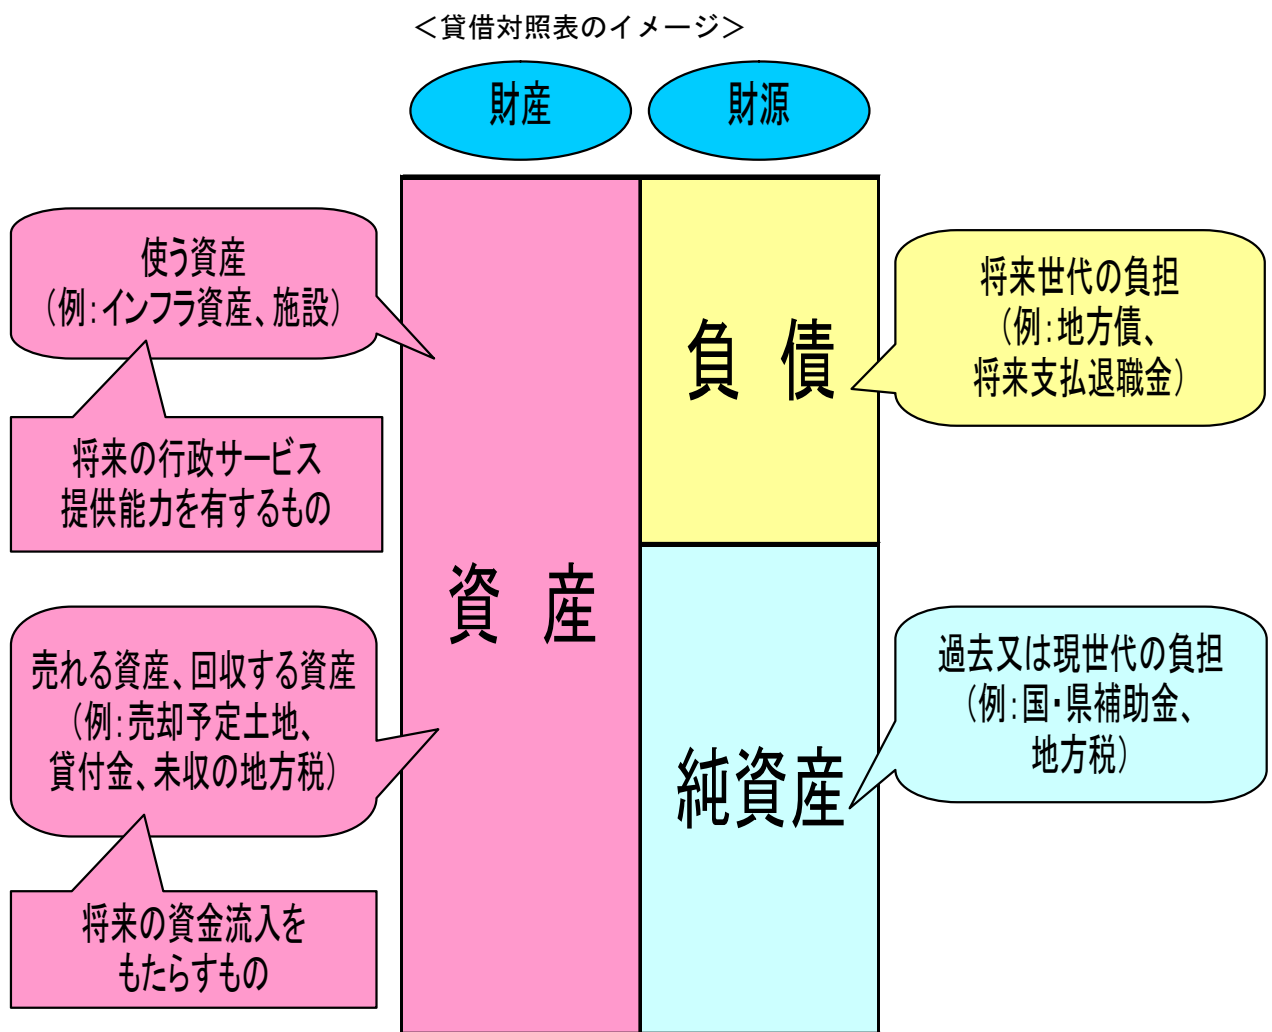 ＜貸借対照表のイメージ＞
財産
財源
使う資産
（例：インフラ資産、施設）
将来の行政サービス
提供能力を有するもの
売れる資産、回収する資産
（例：売却予定土地、
貸付金、未収の地方税）
将来の資金流入を
もたらすもの
資　産
負　債
純資産
将来世代の負担
（例：地方債、
将来支払退職金）
過去又は現世代の負担
（例：国・県補助金、
地方税）